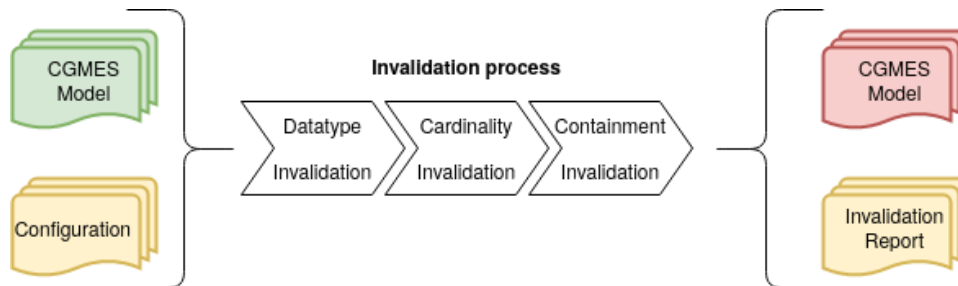 CGMES
Model
Configuration
Invalidation process
Datatype
Invalidation
Cardinality
Invalidation
Containment
Invalidation
CGMES
Model
Invalidation
Report